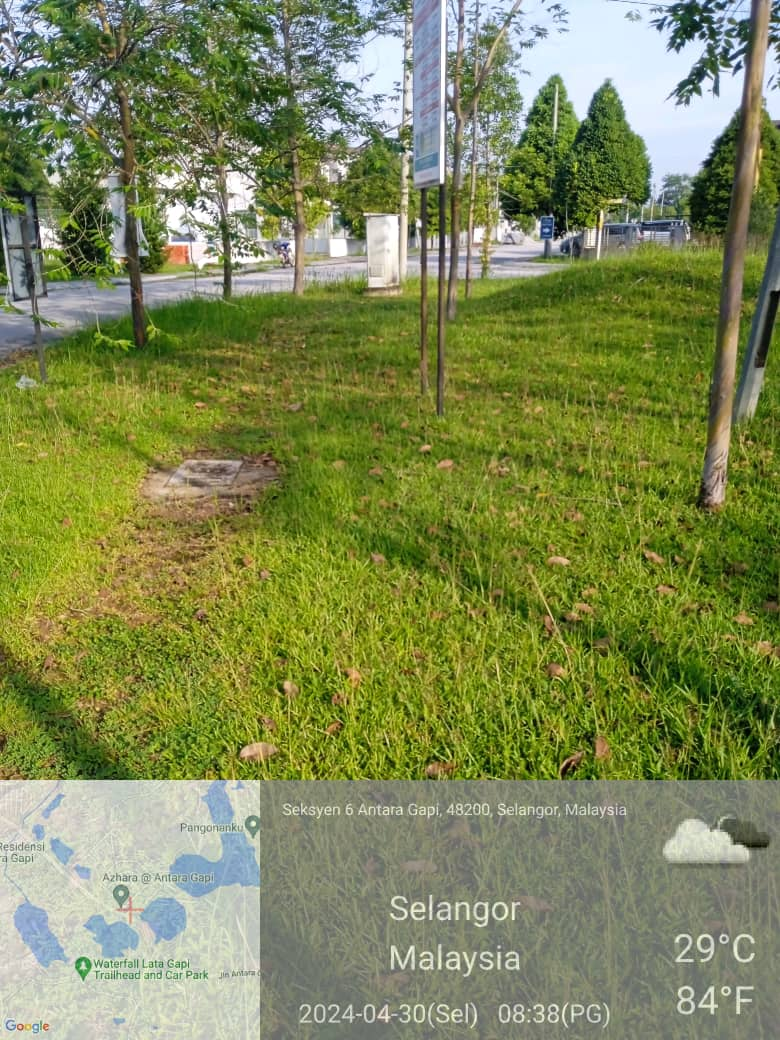 Seksyen 6 Antara Gapi, 48200, Selangor, Malaysia
Selangor
Malaysia
2024-04-30(Sel) 08:38(PG)
29°C
84°F
Pangonanku
Residensi
ra Gapi
Azhara @ Antara Gapi
Waterfall Lata Gapi
Trailhead and Car Park
Jln Antara G
Google